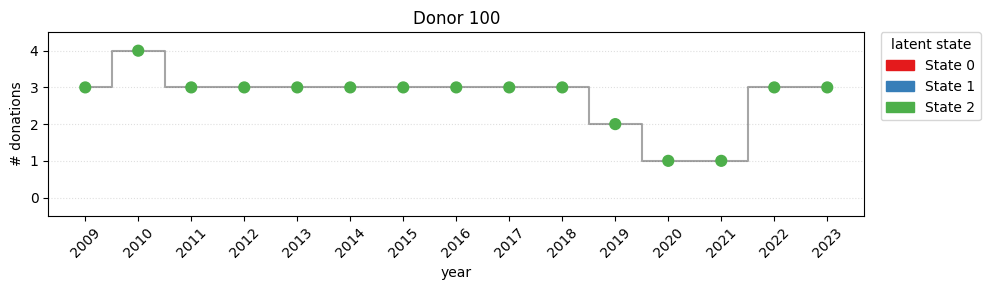 Donor 100
# donations
4
3
2
1
0
2009 2010 2011 2012 2013 2014 2015 2016 2017 2018 2019 2020 2021 2022 2023
year
latent state
State 0
State 1
State 2